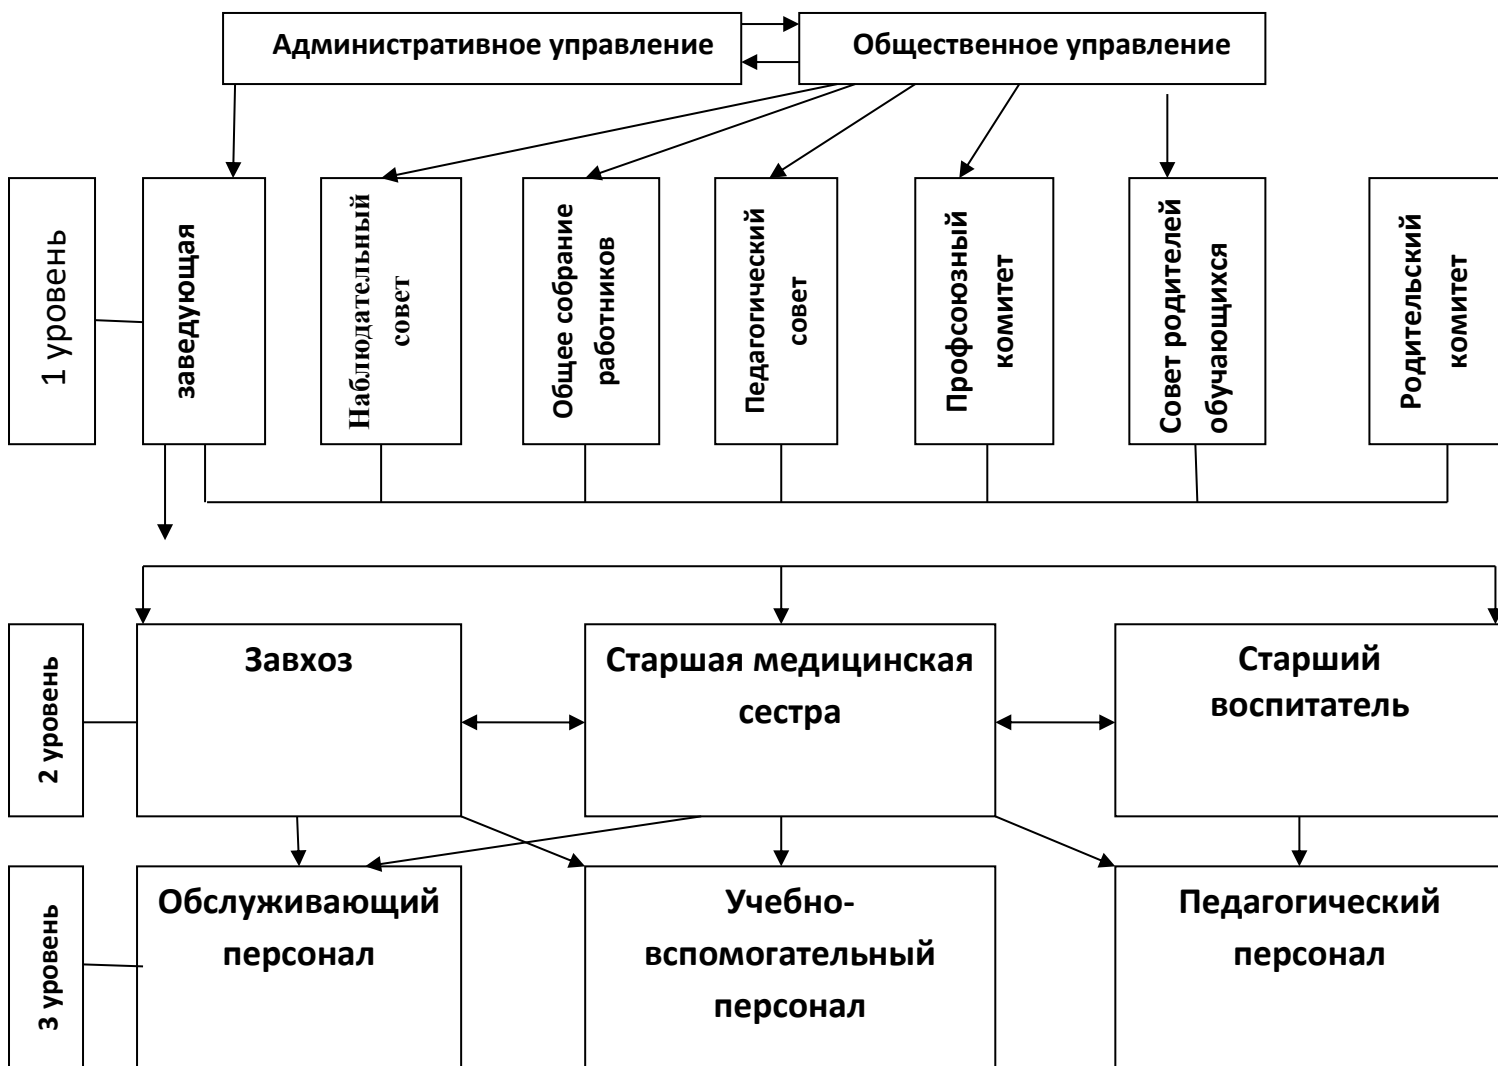 Административное управление
Общественное управление
1 уровень
заведующая
Наблюдательный
совет
Общее собрание
работников
Педагогический
совет
Профсоюзный
комитет
Совет родителей
обучающихся
Родительский
комитет
2 уровень
Завхоз
Старшая медицинская
сестра
Старший
воспитатель
3 уровень
Обслуживающий
персонал
Учебно-
вспомогательный
персонал
Педагогический
персонал